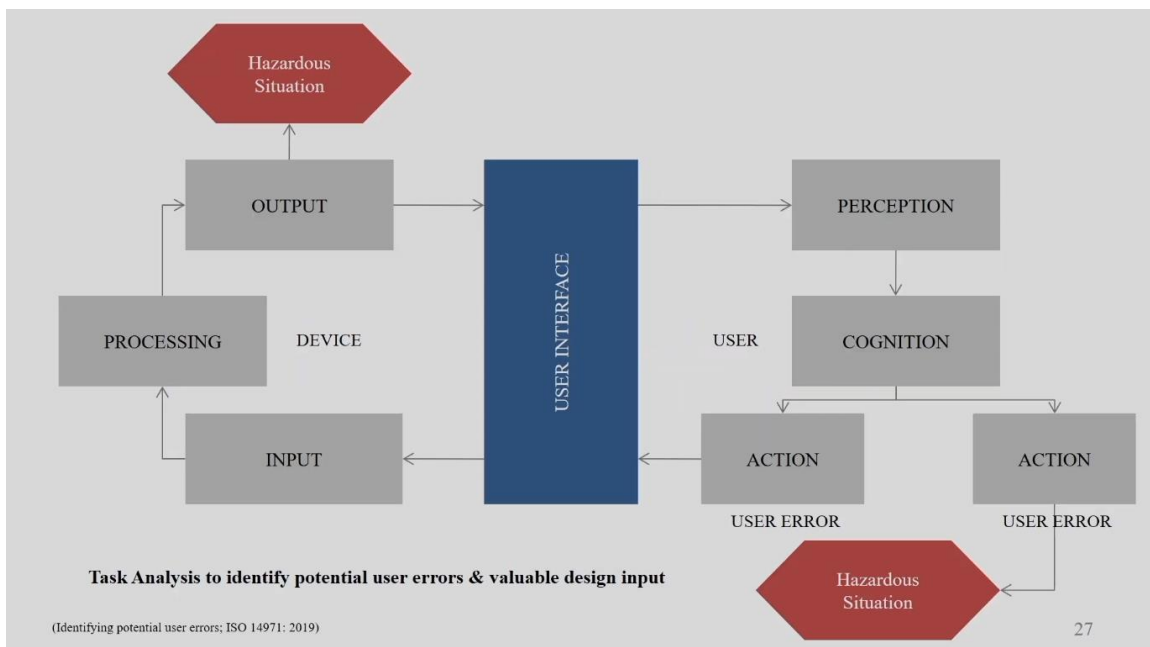 Hazardous
Situation
OUTPUT
PERCEPTION
USER INTERFACE
PROCESSING
DEVICE
USER
COGNITION
INPUT
ACTION
ACTION
USER ERROR
USER ERROR
Task Analysis to identify potential user errors & valuable design input
Hazardous
Situation
(Identifying potential user errors; ISO 14971: 2019)
27